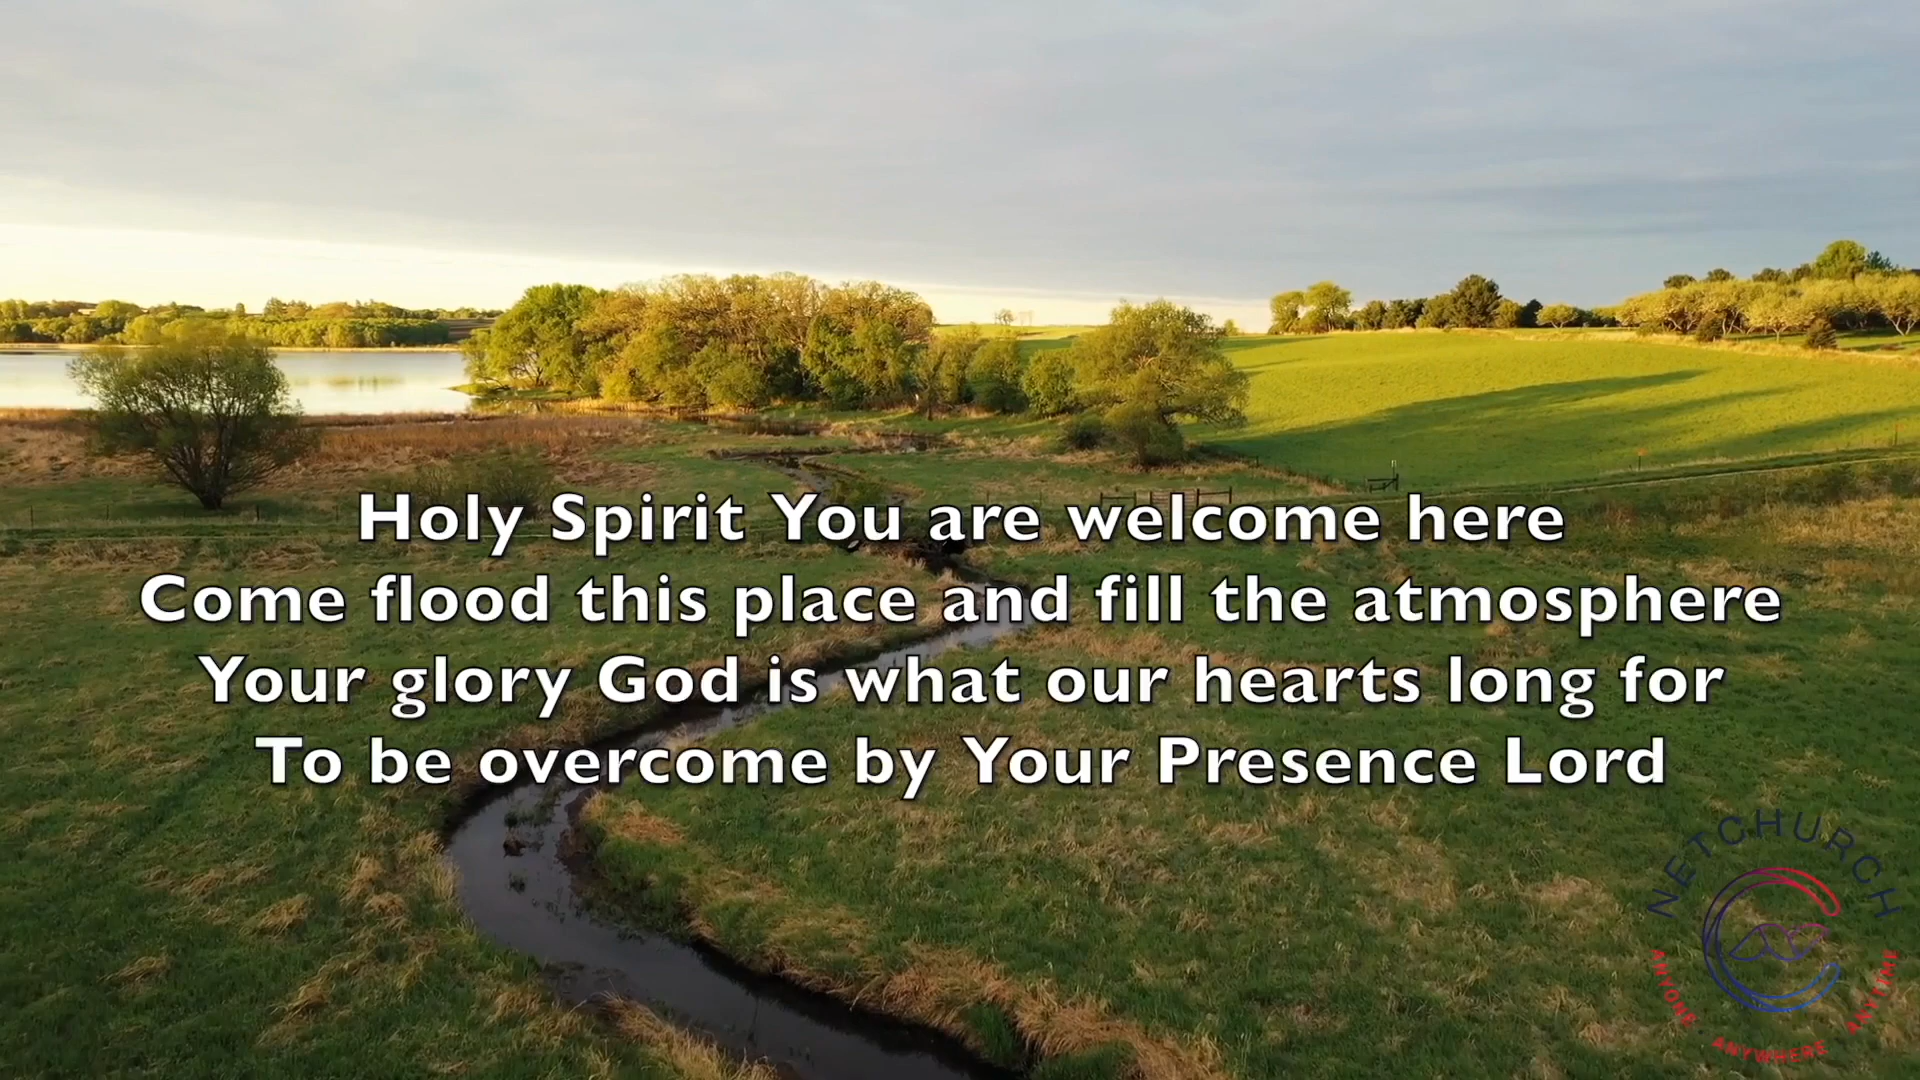 Holy Spirit You are welcome here
Come flood this place and fill the atmosphere
Your glory God is what our hearts long for
To be overcome by Your Presence Lord
NETCHURCH
ANYONE ANYWHERE ANYTIME